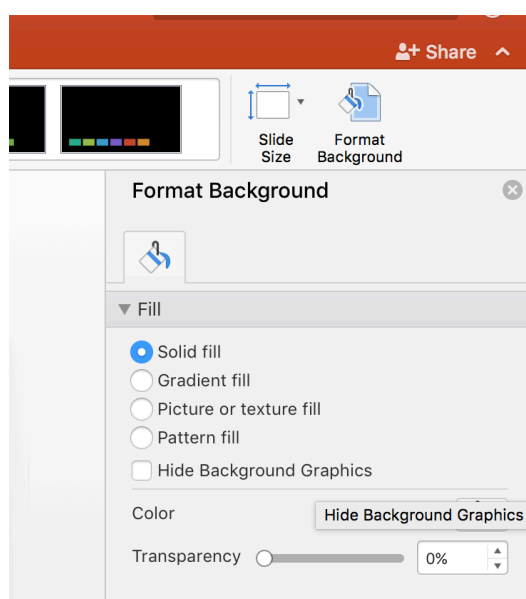 Share
Slide
Size
Format
Background
Format Background
Fill
Solid fill
Gradient fill
Picture or texture fill
Pattern fill
Hide Background Graphics
Color
Hide Background Graphics
Transparency
0%